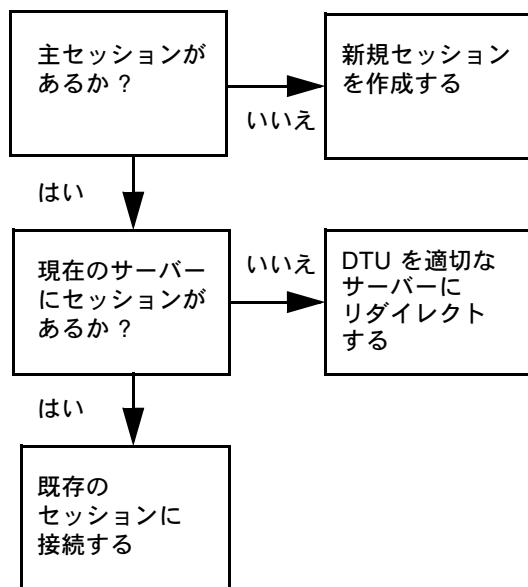 主セッションが
あるか ?
新規セッション
を作成する
いいえ
はい
現在のサーバー
にセッションが
あるか ?
いいえ
DTU を適切な
サーバーに
リダイレクト
する
はい
既存の
セッションに
接続する